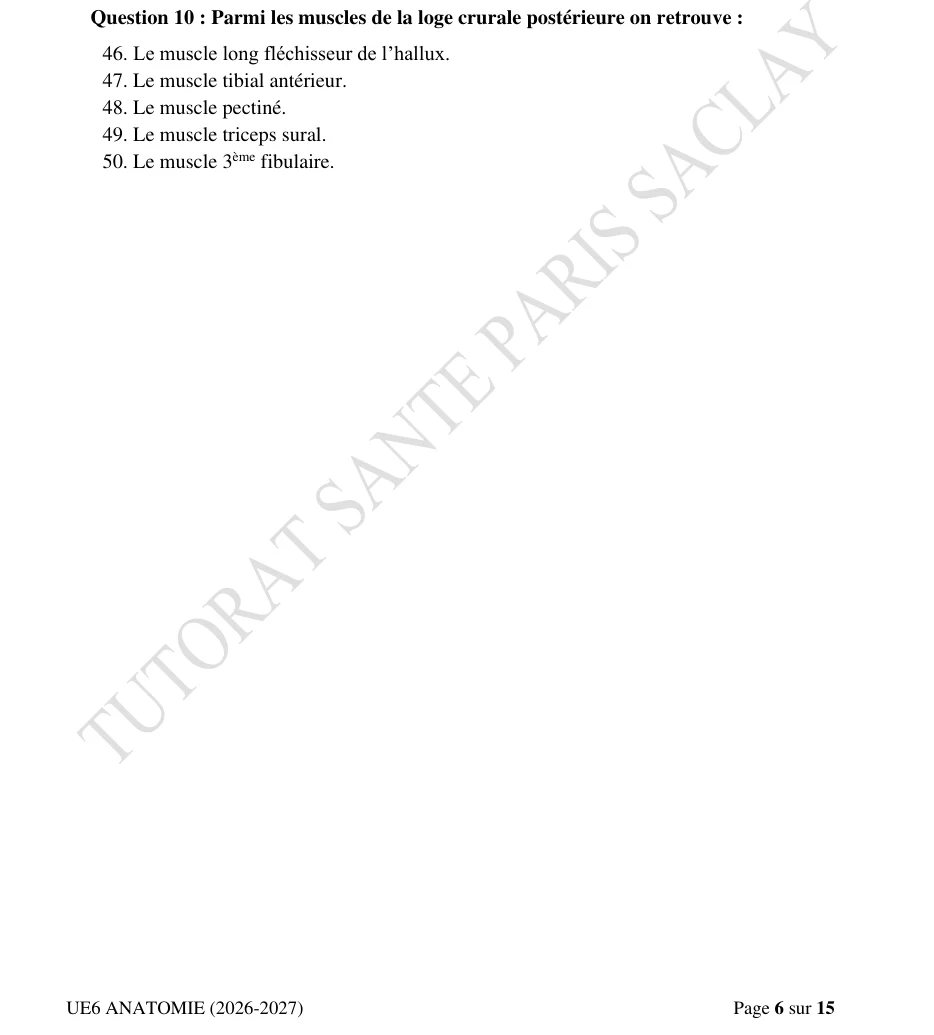 Question 10 : Parmi les muscles de la loge crurale postérieure on retrouve :
46. Le muscle long fléchisseur de l’hallux.
47. Le muscle tibial antérieur.
48. Le muscle pectiné.
49. Le muscle triceps sural.
50. Le muscle 3ème fibulaire.
TUTORAT SANTE PARIS SACLAY
UE6 ANATOMIE (2026-2027)
Page 6 sur 15